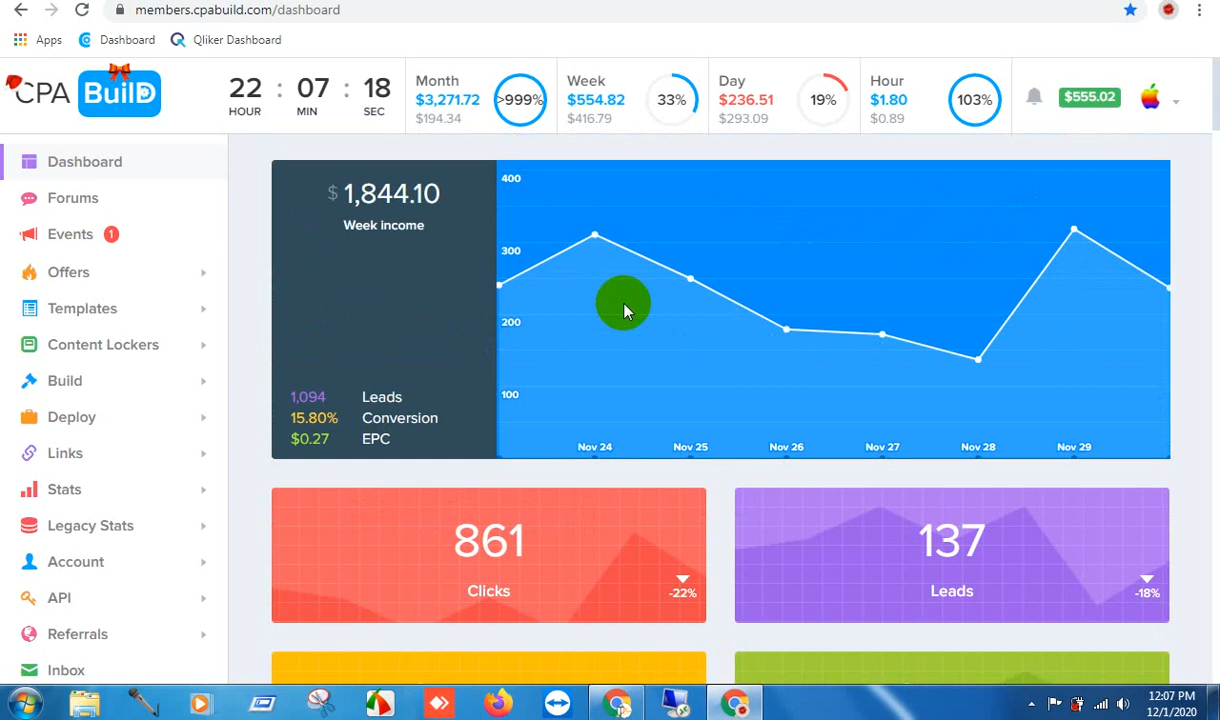 members.cpabuild.com/dashboard
Apps Dashboard Qliker Dashboard
CPA BuilD
22 : 07 : 18
HOUR MIN SEC
Month
$3,271.72
$194.34
>999%
Week
$554.82
$416.79
33%
Day
$236.51
$293.09
19%
Hour
$1.80
$0.89
103%
$555.02
Dashboard
Forums
Events 1
Offers
Templates
Content Lockers
Build
Deploy
Links
Stats
Legacy Stats
Account
API
Referrals
Inbox
$ 1,844.10
Week income
1,094 Leads
15.80% Conversion
$0.27 EPC
400
300
200
100
Nov 24 Nov 25 Nov 26 Nov 27 Nov 28 Nov 29
861
Clicks
-22%
137
Leads
-18%
12:07 PM
12/1/2020